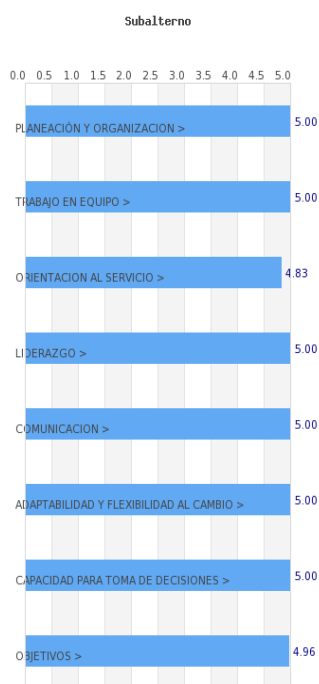 Subalterno
0.0 0.5 1.0 1.5 2.0 2.5 3.0 3.5 4.0 4.5 5.0
PLANEACIÓN Y ORGANIZACION > 5.00
TRABAJO EN EQUIPO > 5.00
ORIENTACION AL SERVICIO > 4.83
LIDERAZGO > 5.00
COMUNICACION > 5.00
ADAPTABILIDAD Y FLEXIBILIDAD AL CAMBIO > 5.00
CAPACIDAD PARA TOMA DE DECISIONES > 5.00
OBJETIVOS > 4.96